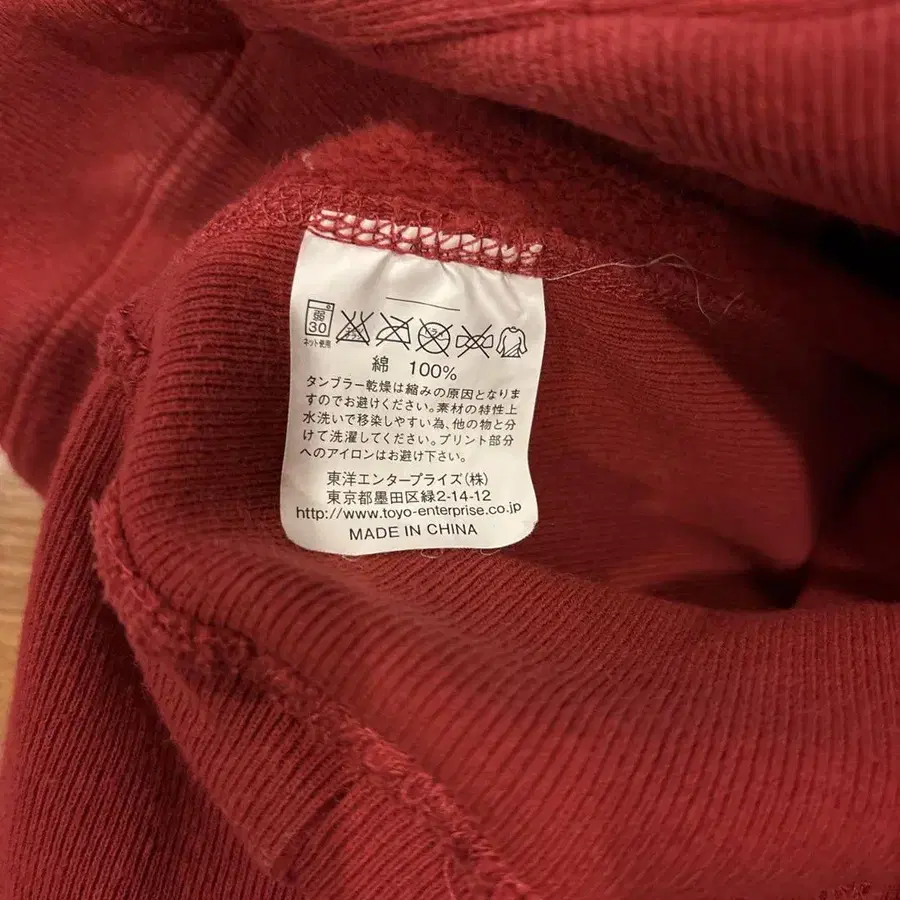 弱
30
ネット使用
綿 100%
タンブラー乾燥は縮みの原因となりま
すのでお避けください。素材の特性上
水洗いで移染しやすい為、他の物と分
けて洗濯してください。プリント部分
へのアイロンはお避け下さい。
東洋エンタープライズ(株)
東京都墨田区緑2-14-12
http://www.toyo-enterprise.co.jp
MADE IN CHINA